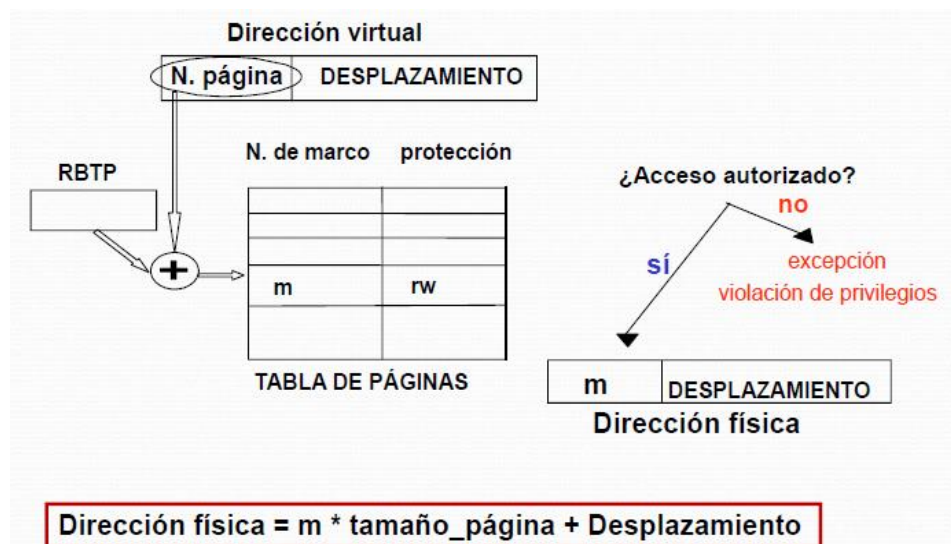 Dirección virtual
N. página DESPLAZAMIENTO
N. de marco protección
RBTP
¿Acceso autorizado?
no
sí
+
m rw
excepción
violación de privilegios
TABLA DE PÁGINAS
m DESPLAZAMIENTO
Dirección física
Dirección física = m * tamaño_página + Desplazamiento